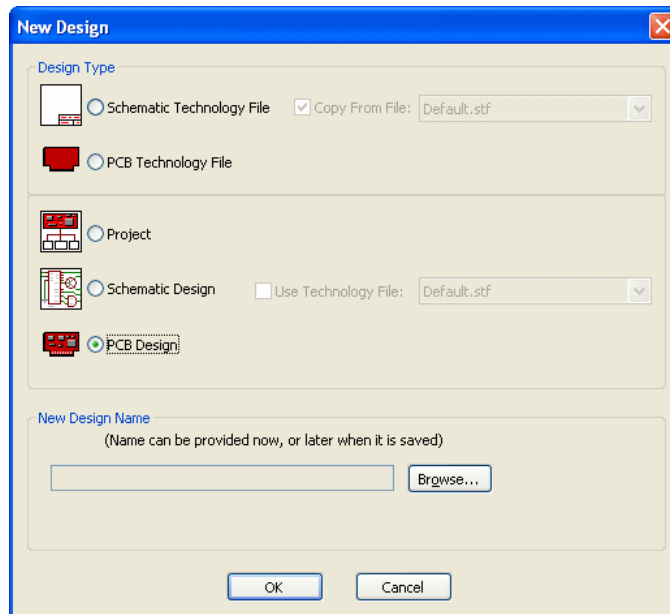 New Design
Design Type
Schematic Technology File
Copy From File:
Default.stf
PCB Technology File
Project
Schematic Design
Use Technology File:
Default.stf
PCB Design
New Design Name
(Name can be provided now, or later when it is saved)
Browse...
OK
Cancel